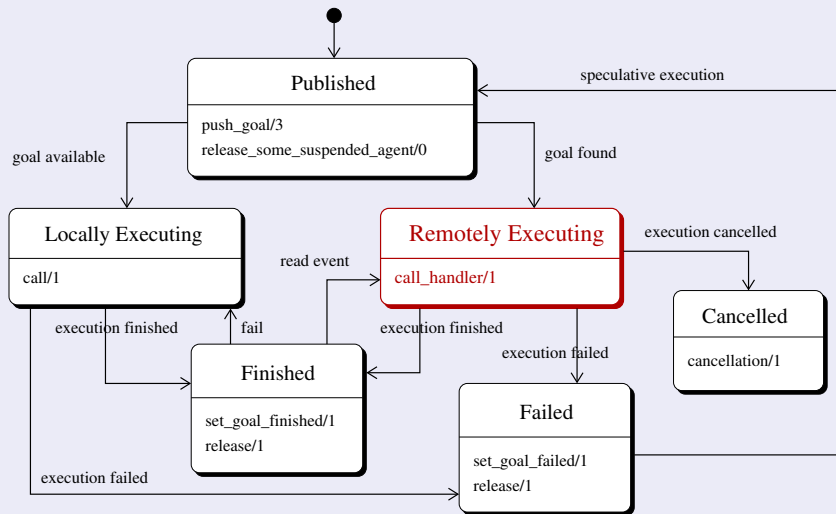 Published
speculative execution
push_goal/3
release_some_suspended_agent/0
goal available
goal found
Locally Executing
Remotely Executing
execution cancelled
call/1
read event
call_handler/1
Cancelled
execution finished
fail
execution finished
execution failed
cancellation/1
Finished
Failed
set_goal_finished/1
release/1
set_goal_failed/1
release/1
execution failed